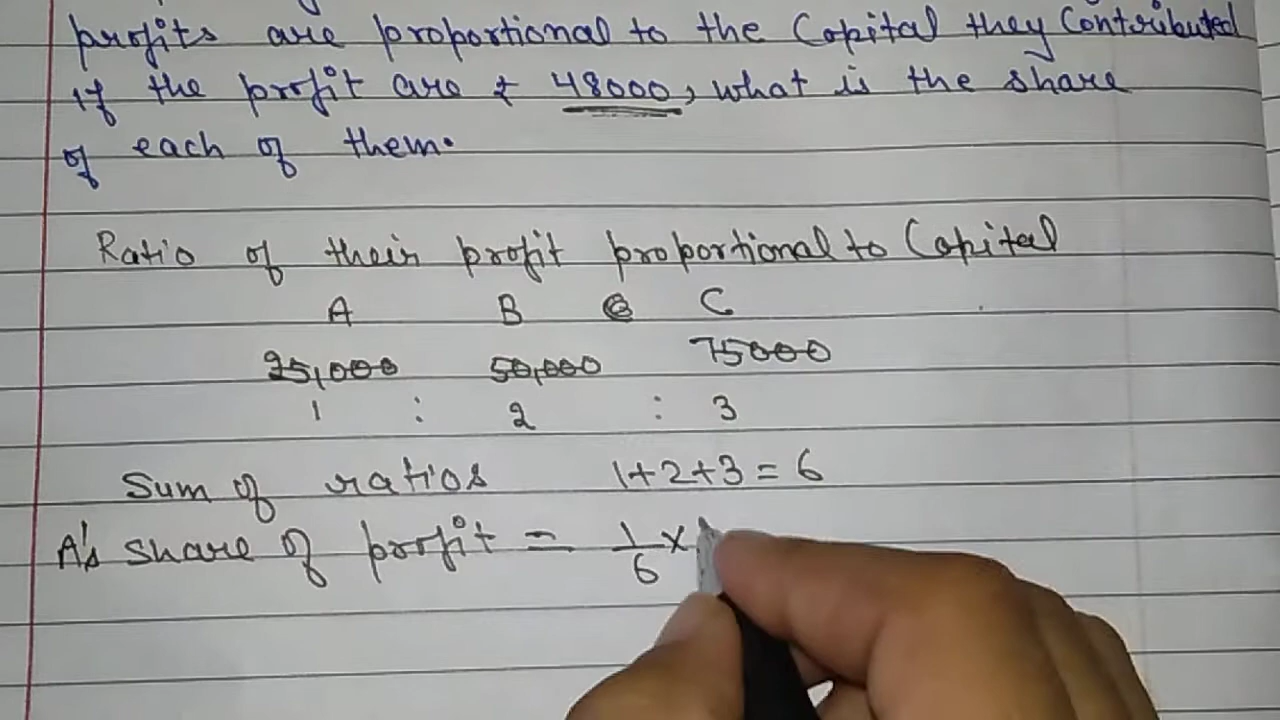 profits are proportional to the Capital they Contributed
if the profit are ₹ 48000, what is the share
of each of them.
Ratio of their profit proportional to Capital
A B C
25,000 50,000 75000
1 : 2 : 3
Sum of ratios 1+2+3 = 6
A's share of profit = 1/6 ×